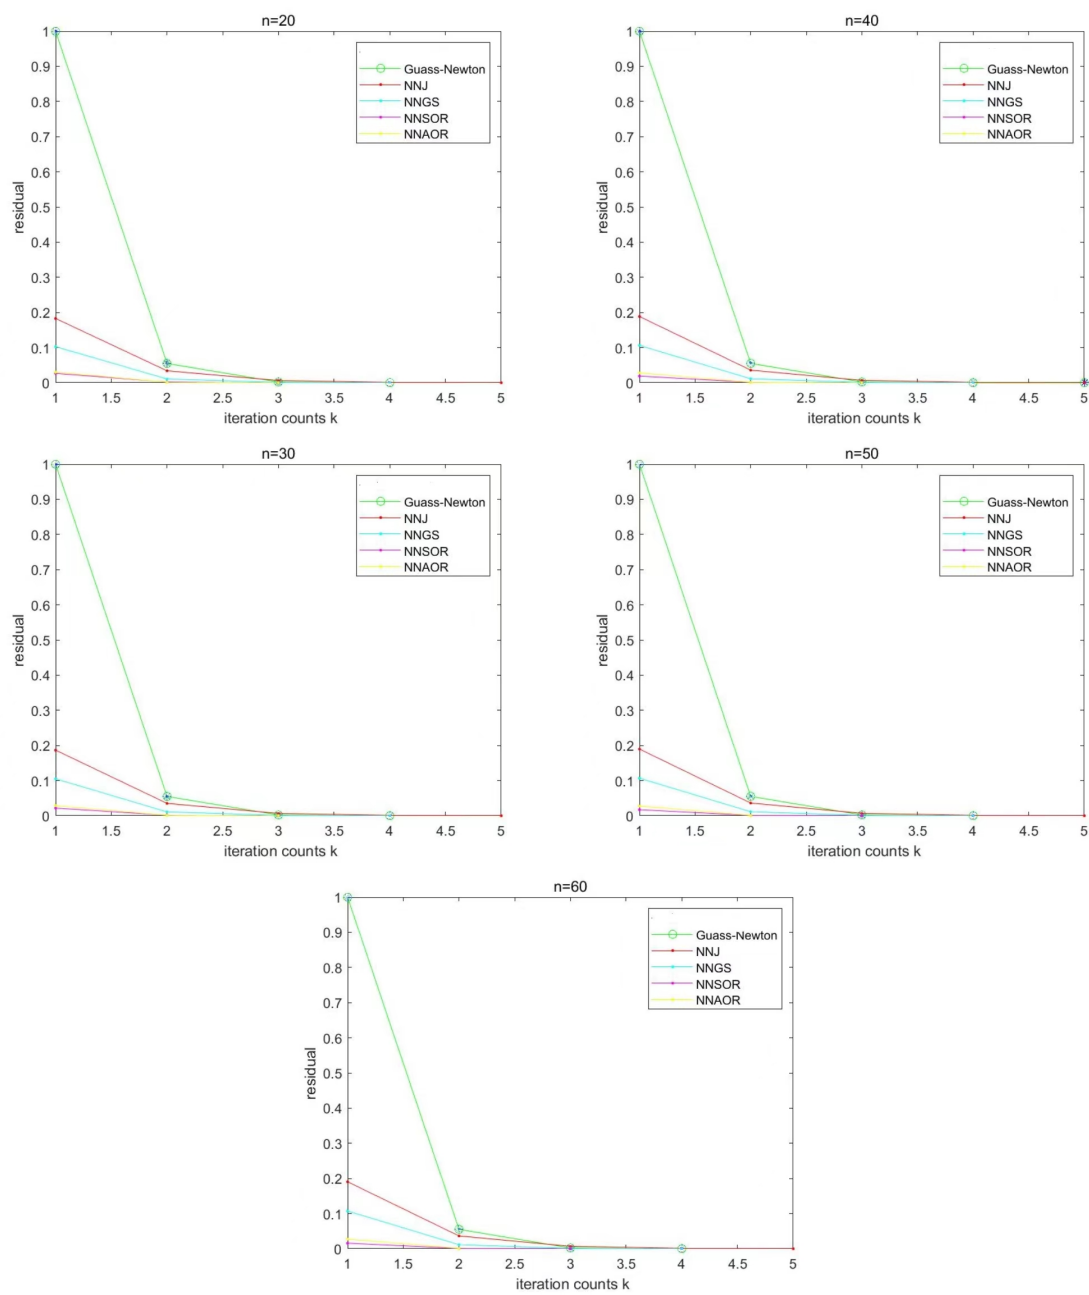 n=20
1
0.9
0.8
0.7
0.6
0.5
0.4
0.3
0.2
0.1
0
residual
Guass-Newton
NNJ
NNGS
NNSOR
NNAOR
1 1.5 2 2.5 3 3.5 4 4.5 5
iteration counts k
n=40
1
0.9
0.8
0.7
0.6
0.5
0.4
0.3
0.2
0.1
0
residual
Guass-Newton
NNJ
NNGS
NNSOR
NNAOR
1 1.5 2 2.5 3 3.5 4 4.5 5
iteration counts k
n=30
1
0.9
0.8
0.7
0.6
0.5
0.4
0.3
0.2
0.1
0
residual
Guass-Newton
NNJ
NNGS
NNSOR
NNAOR
1 1.5 2 2.5 3 3.5 4 4.5 5
iteration counts k
n=50
1
0.9
0.8
0.7
0.6
0.5
0.4
0.3
0.2
0.1
0
residual
Guass-Newton
NNJ
NNGS
NNSOR
NNAOR
1 1.5 2 2.5 3 3.5 4 4.5 5
iteration counts k
n=60
1
0.9
0.8
0.7
0.6
0.5
0.4
0.3
0.2
0.1
0
residual
Guass-Newton
NNJ
NNGS
NNSOR
NNAOR
1 1.5 2 2.5 3 3.5 4 4.5 5
iteration counts k